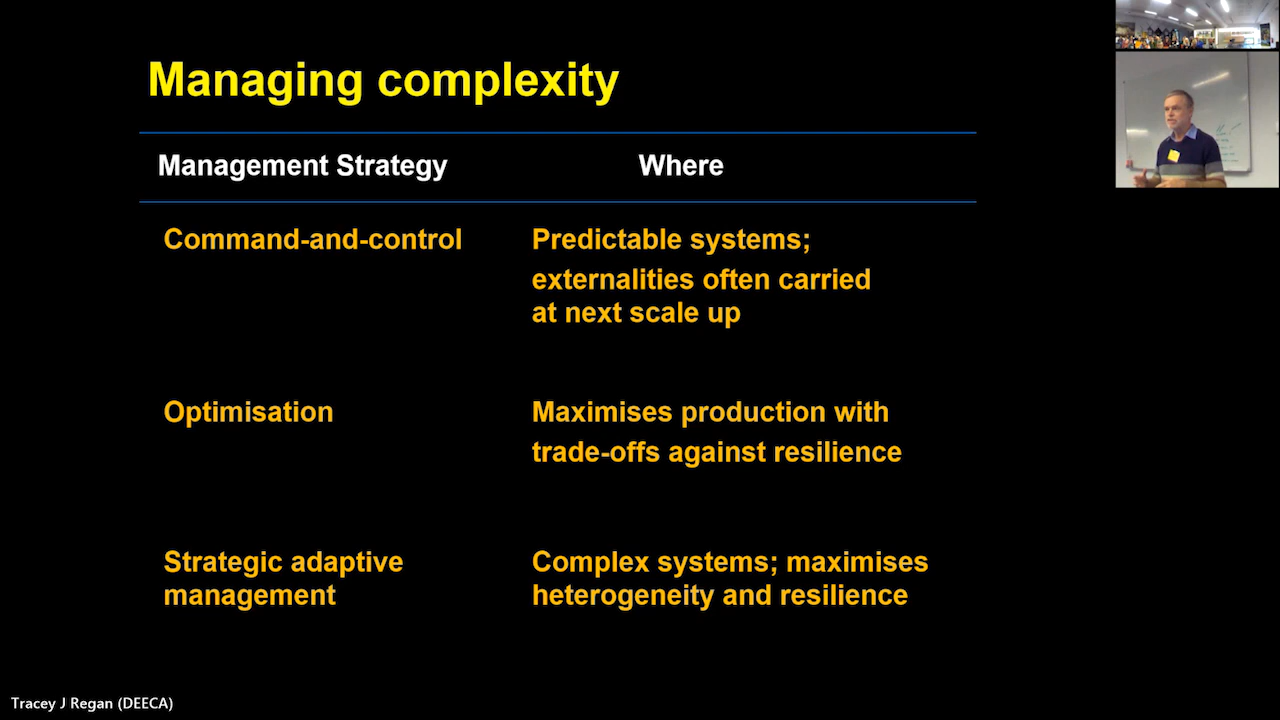 Managing complexity
Management Strategy
Where
Command-and-control
Predictable systems;
externalities often carried
at next scale up
Optimisation
Maximises production with
trade-offs against resilience
Strategic adaptive
management
Complex systems; maximises
heterogeneity and resilience
Tracey J Regan (DEECA)